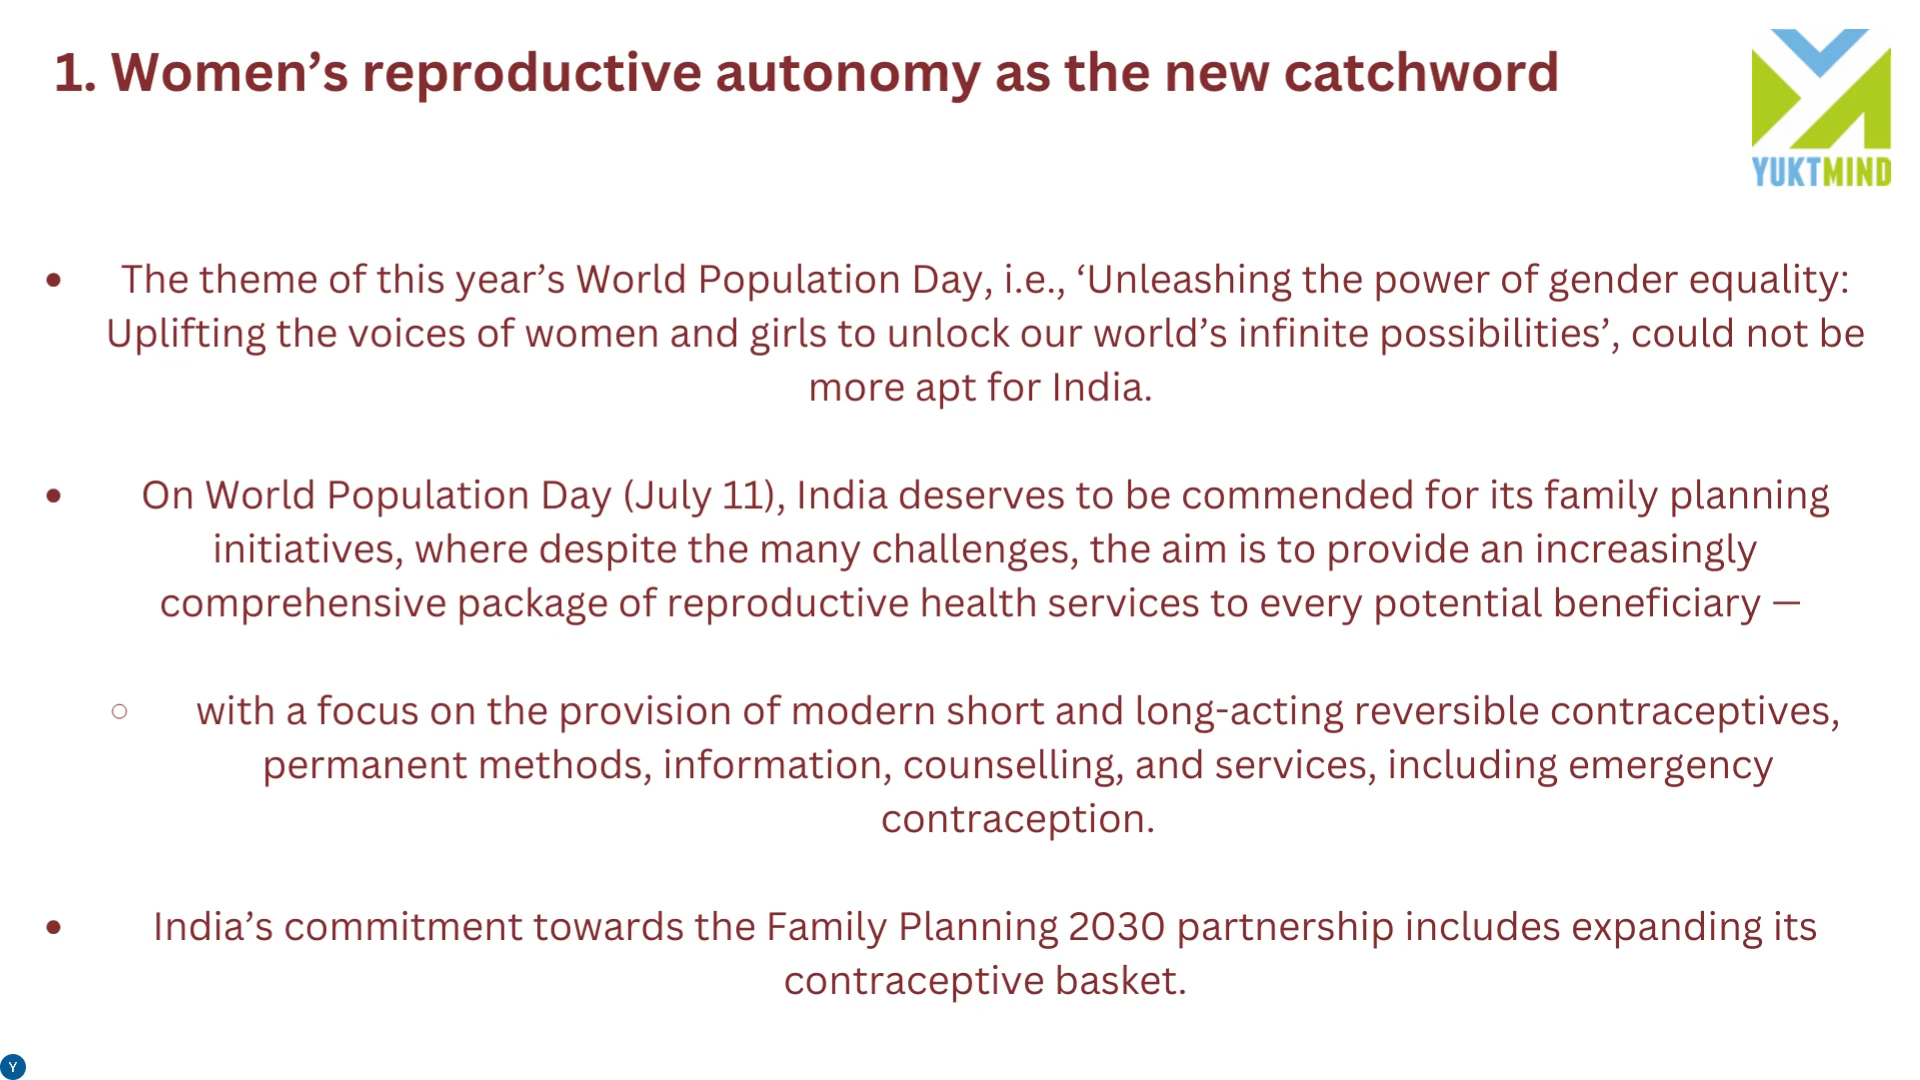 1. Women’s reproductive autonomy as the new catchword
YUKTMIND
• The theme of this year’s World Population Day, i.e., ‘Unleashing the power of gender equality:
Uplifting the voices of women and girls to unlock our world’s infinite possibilities’, could not be
more apt for India.
• On World Population Day (July 11), India deserves to be commended for its family planning
initiatives, where despite the many challenges, the aim is to provide an increasingly
comprehensive package of reproductive health services to every potential beneficiary —
○ with a focus on the provision of modern short and long-acting reversible contraceptives,
permanent methods, information, counselling, and services, including emergency
contraception.
• India’s commitment towards the Family Planning 2030 partnership includes expanding its
contraceptive basket.
Y